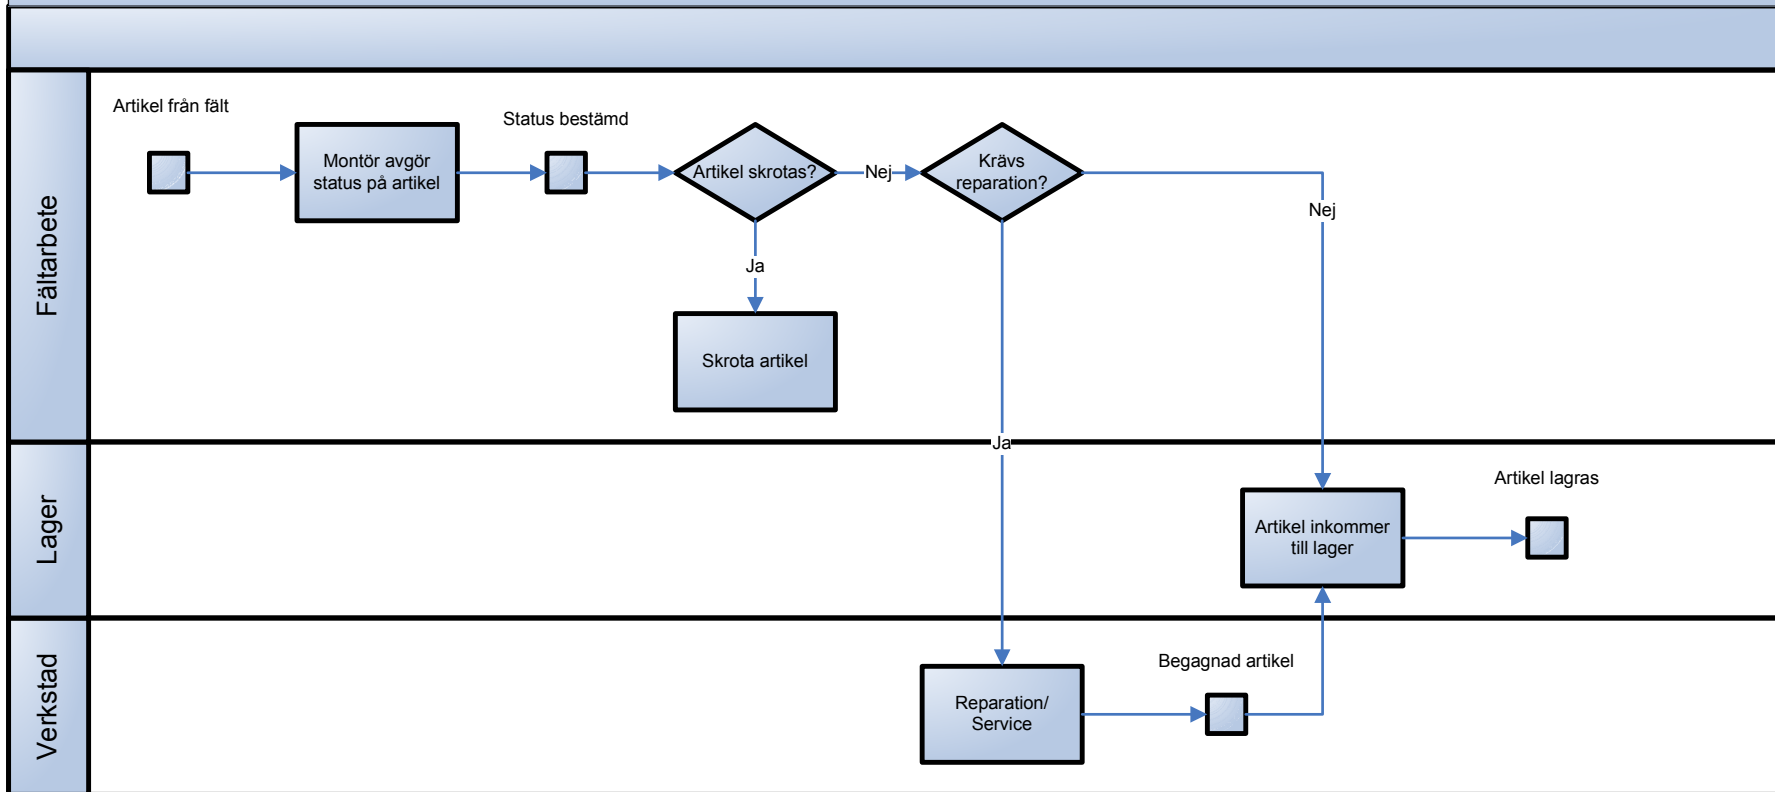 Fältarbete
Artikel från fält
Montör avgör
status på artikel
Status bestämd
Artikel skrotas?
Nej
Krävs
reparation?
Nej
Ja
Skrota artikel
Ja
Lager
Artikel inkommer
till lager
Artikel lagras
Verkstad
Reparation/
Service
Begagnad artikel